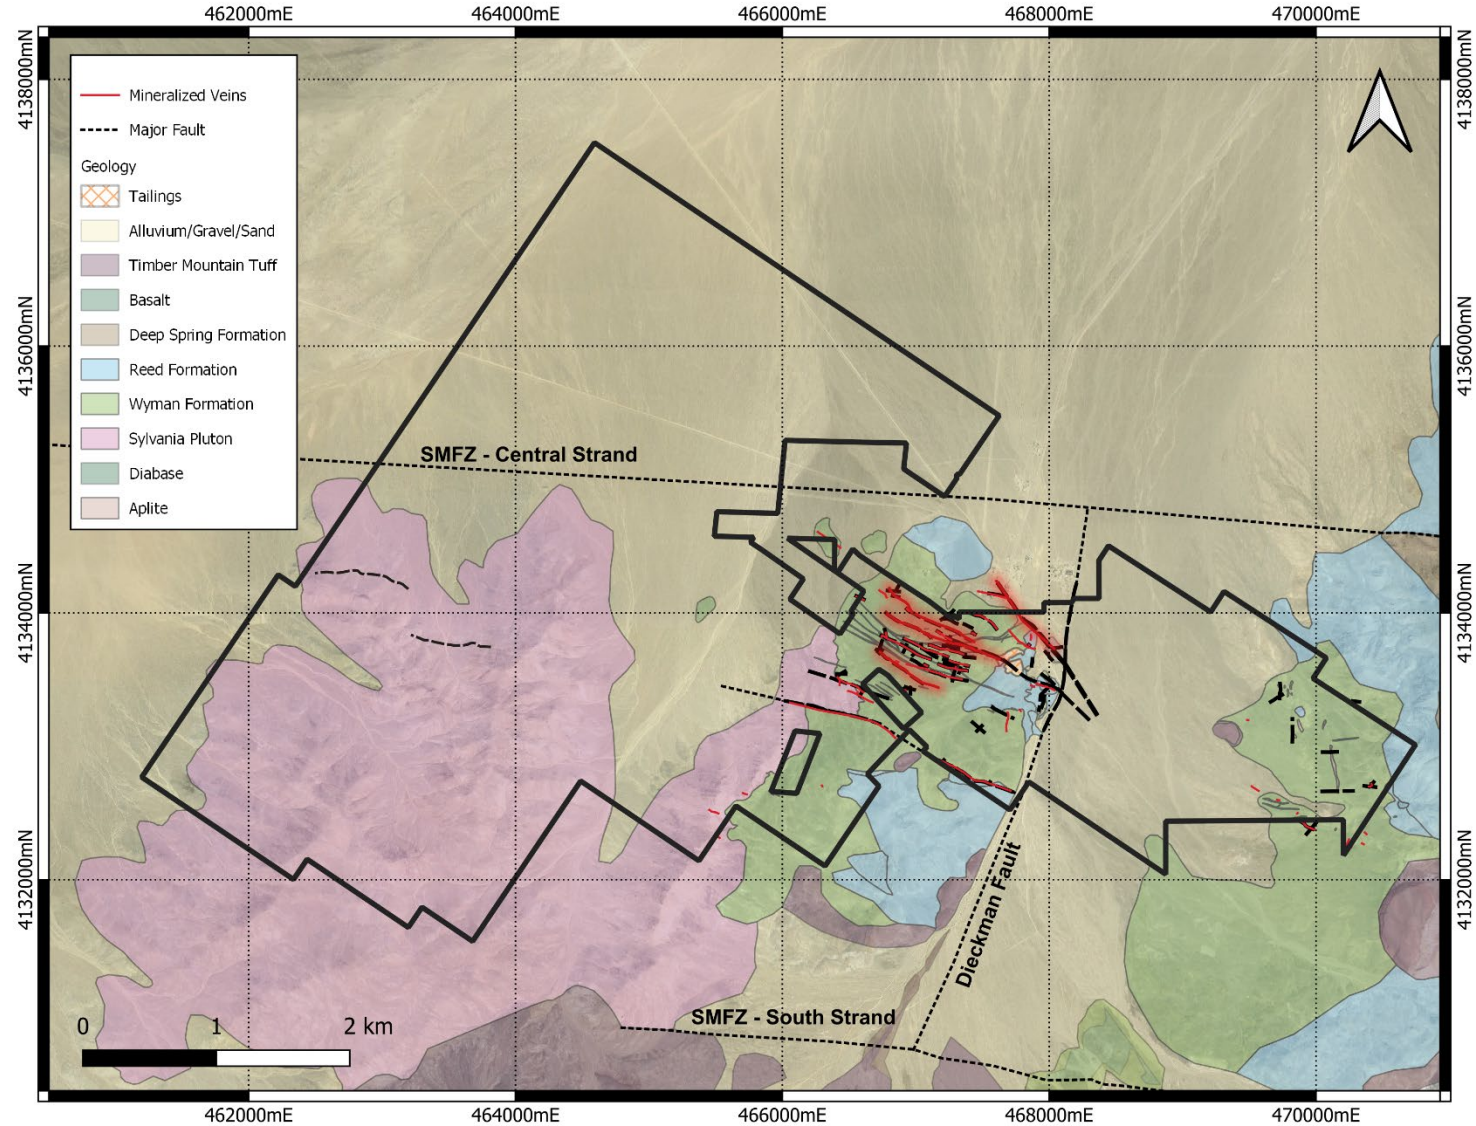 462000mE
464000mE
466000mE
468000mE
470000mE
4138000mN
4138000mN
Mineralized Veins
Major Fault
Geology
Tailings
Alluvium/Gravel/Sand
Timber Mountain Tuff
Basalt
Deep Spring Formation
Reed Formation
Wyman Formation
Sylvania Pluton
Diabase
Aplite
4136000mN
4136000mN
SMFZ - Central Strand
4134000mN
4134000mN
4132000mN
4132000mN
Dieckman Fault
SMFZ - South Strand
0
1
2 km
462000mE
464000mE
466000mE
468000mE
470000mE